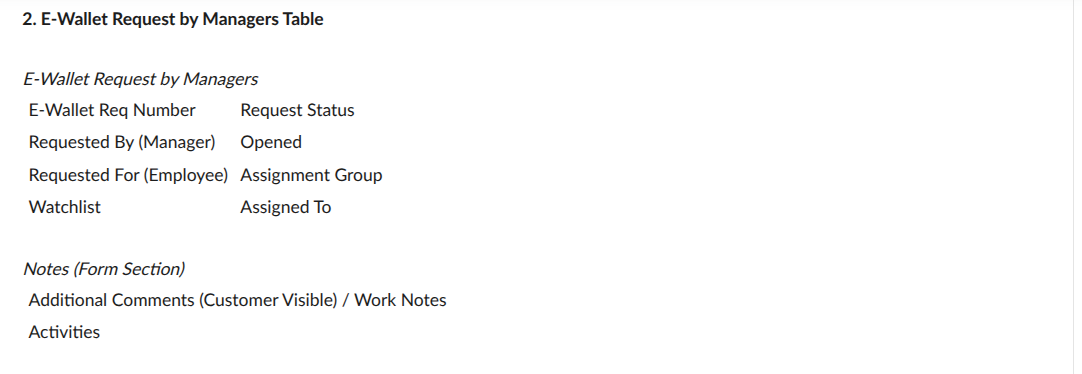 2. E-Wallet Request by Managers Table
E-Wallet Request by Managers
E-Wallet Req Number Request Status
Requested By (Manager) Opened
Requested For (Employee) Assignment Group
Watchlist Assigned To
Notes (Form Section)
Additional Comments (Customer Visible) / Work Notes
Activities